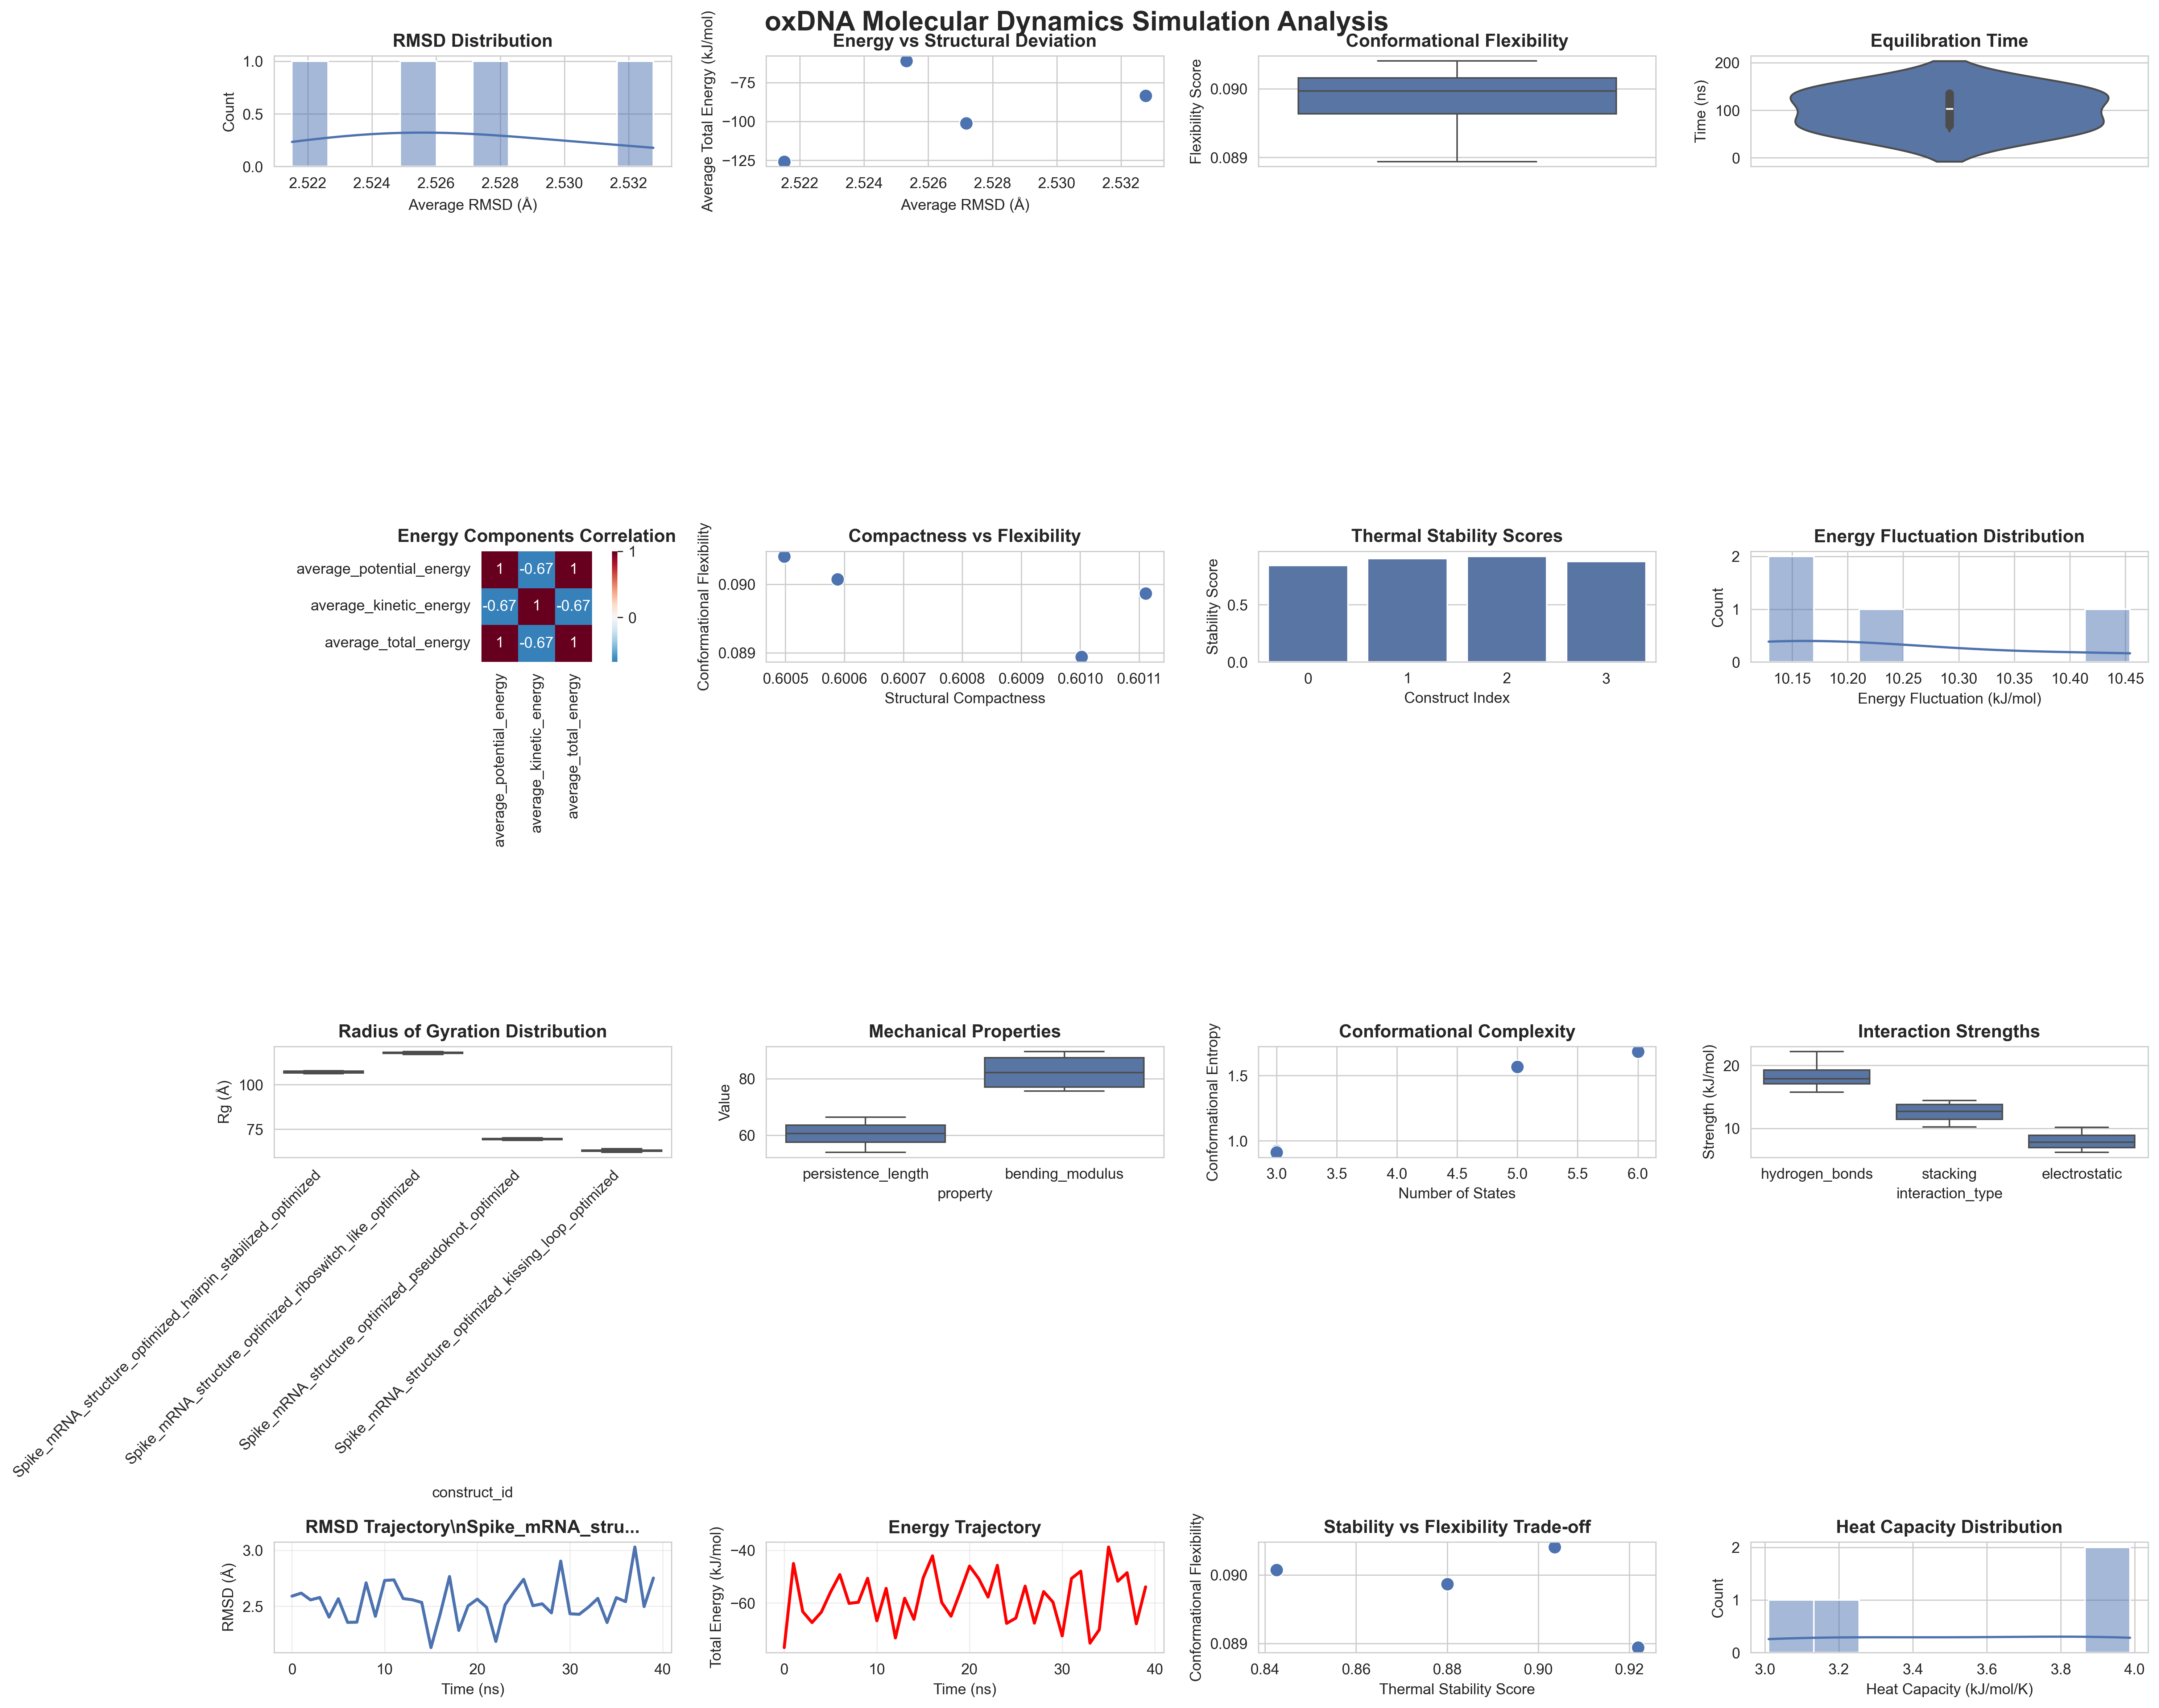 oxDNA Molecular Dynamics Simulation Analysis
RMSD Distribution
Count
1.0
0.5
0.0
2.522 2.524 2.526 2.528 2.530 2.532
Average RMSD (Å)
Energy vs Structural Deviation
Average Total Energy (kJ/mol)
−75
−100
−125
2.522 2.524 2.526 2.528 2.530 2.532
Average RMSD (Å)
Conformational Flexibility
Flexibility Score
0.090
0.089
Equilibration Time
Time (ns)
200
100
0
Energy Components Correlation
average_potential_energy
average_kinetic_energy
average_total_energy
1 -0.67 1
-0.67 1 -0.67
1 -0.67 1
1
0
average_potential_energy
average_kinetic_energy
average_total_energy
Compactness vs Flexibility
Conformational Flexibility
0.090
0.089
0.6005 0.6006 0.6007 0.6008 0.6009 0.6010 0.6011
Structural Compactness
Thermal Stability Scores
Stability Score
0.5
0.0
0 1 2 3
Construct Index
Energy Fluctuation Distribution
Count
2
1
0
10.15 10.20 10.25 10.30 10.35 10.40 10.45
Energy Fluctuation (kJ/mol)
Radius of Gyration Distribution
Rg (Å)
100
75
Spike_mRNA_structure_optimized_hairpin_stabilized_optimized
Spike_mRNA_structure_optimized_riboswitch_like_optimized
Spike_mRNA_structure_optimized_pseudoknot_optimized
Spike_mRNA_structure_optimized_kissing_loop_optimized
construct_id
Mechanical Properties
Value
80
60
persistence_length bending_modulus
property
Conformational Complexity
Conformational Entropy
1.5
1.0
3.0 3.5 4.0 4.5 5.0 5.5 6.0
Number of States
Interaction Strengths
Strength (kJ/mol)
20
10
hydrogen_bonds stacking electrostatic
interaction_type
RMSD Trajectory\nSpike_mRNA_stru...
RMSD (Å)
3.0
2.5
0 10 20 30 40
Time (ns)
Energy Trajectory
Total Energy (kJ/mol)
−40
−60
0 10 20 30 40
Time (ns)
Stability vs Flexibility Trade-off
Conformational Flexibility
0.090
0.089
0.84 0.86 0.88 0.90 0.92
Thermal Stability Score
Heat Capacity Distribution
Count
2
1
0
3.0 3.2 3.4 3.6 3.8 4.0
Heat Capacity (kJ/mol/K)